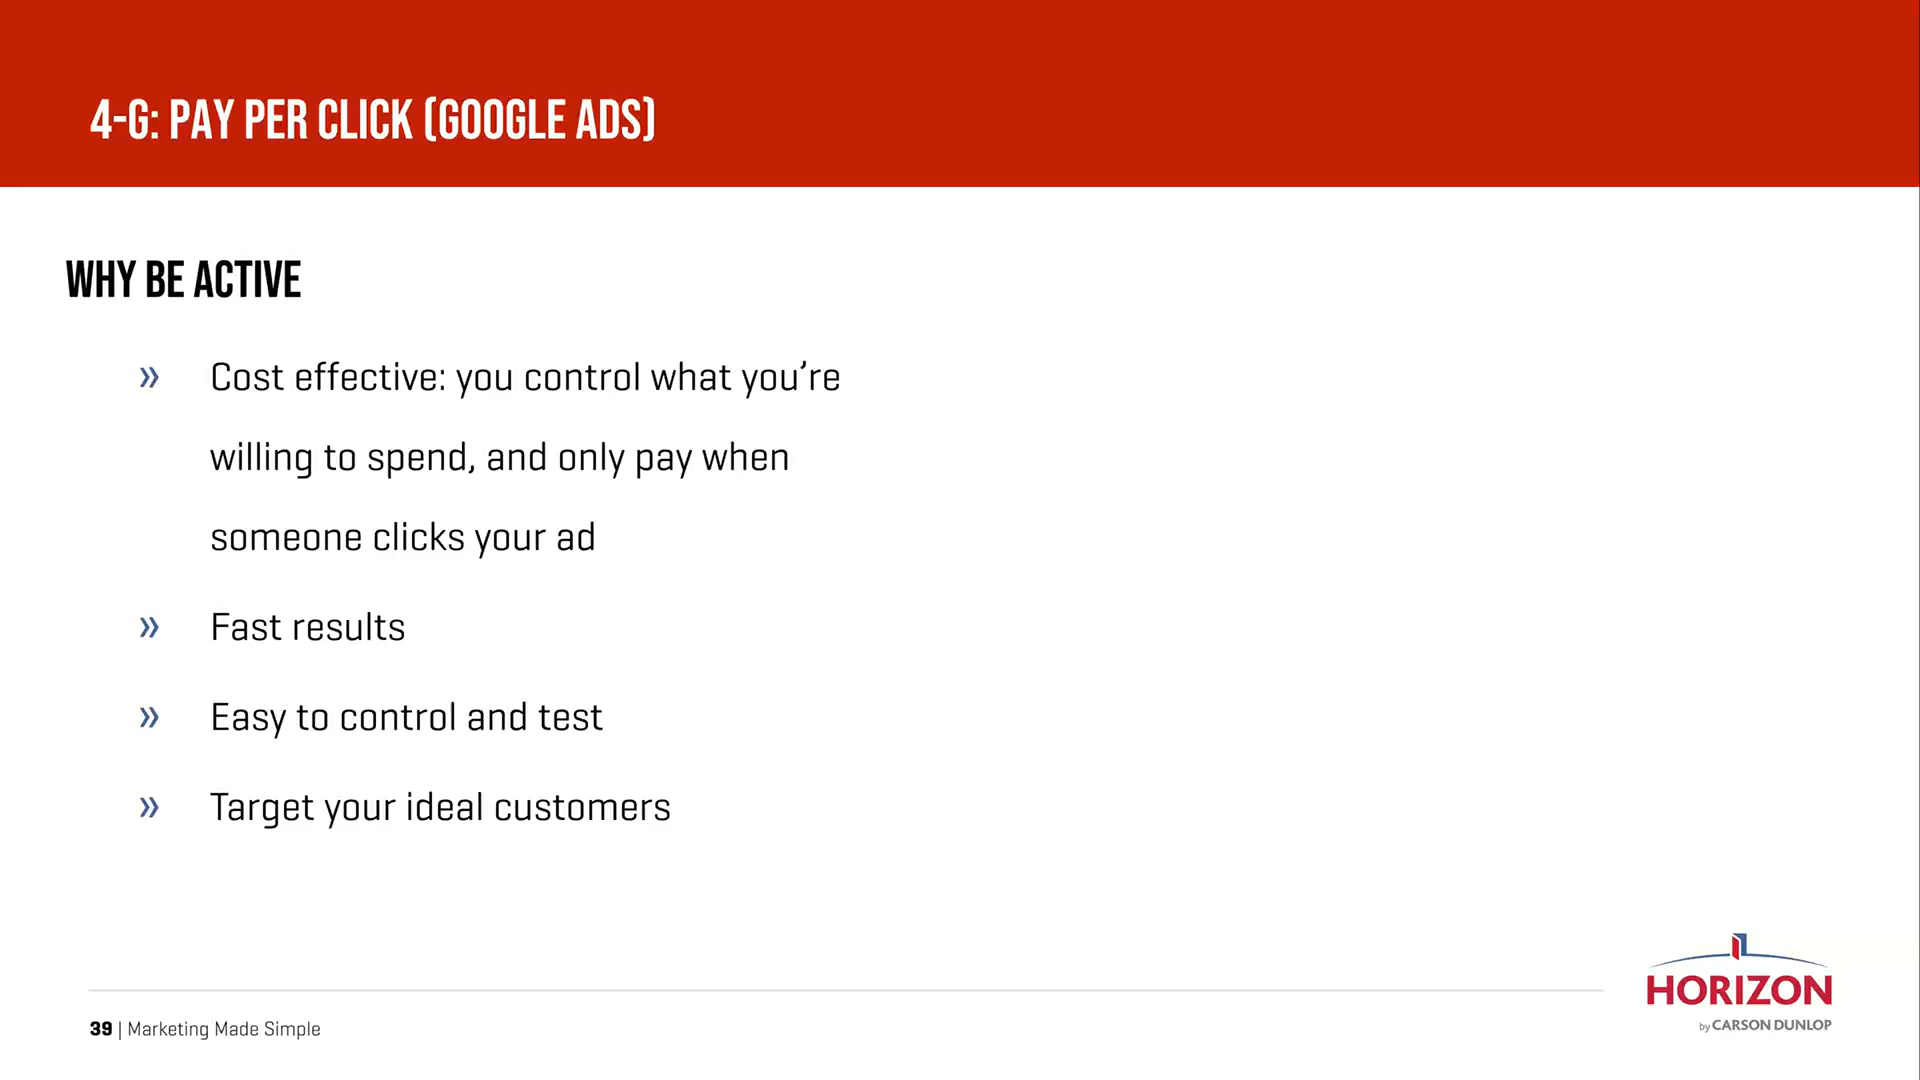 4-G: PAY PER CLICK (GOOGLE ADS)
WHY BE ACTIVE
» Cost effective: you control what you’re
willing to spend, and only pay when
someone clicks your ad
» Fast results
» Easy to control and test
» Target your ideal customers
HORIZON
by CARSON DUNLOP
39 | Marketing Made Simple